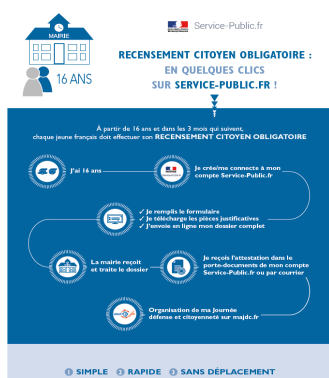 MAIRIE
Service-Public.fr
16 ANS
RECENSEMENT CITOYEN OBLIGATOIRE :
EN QUELQUES CLICS
SUR SERVICE-PUBLIC.FR !
À partir de 16 ans et dans les 3 mois qui suivent,
chaque jeune français doit effectuer son RECENSEMENT CITOYEN OBLIGATOIRE
J'ai 16 ans
Je crée/me connecte à mon
compte Service-Public.fr
✓ Je remplis le formulaire
✓ Je télécharge les pièces justificatives
✓ J'envoie en ligne mon dossier complet
La mairie reçoit
et traite le dossier
Je reçois l'attestation dans le
porte-documents de mon compte
Service-Public.fr ou par courrier
Organisation de ma Journée
défense et citoyenneté sur majdc.fr
1 SIMPLE 2 RAPIDE 3 SANS DÉPLACEMENT